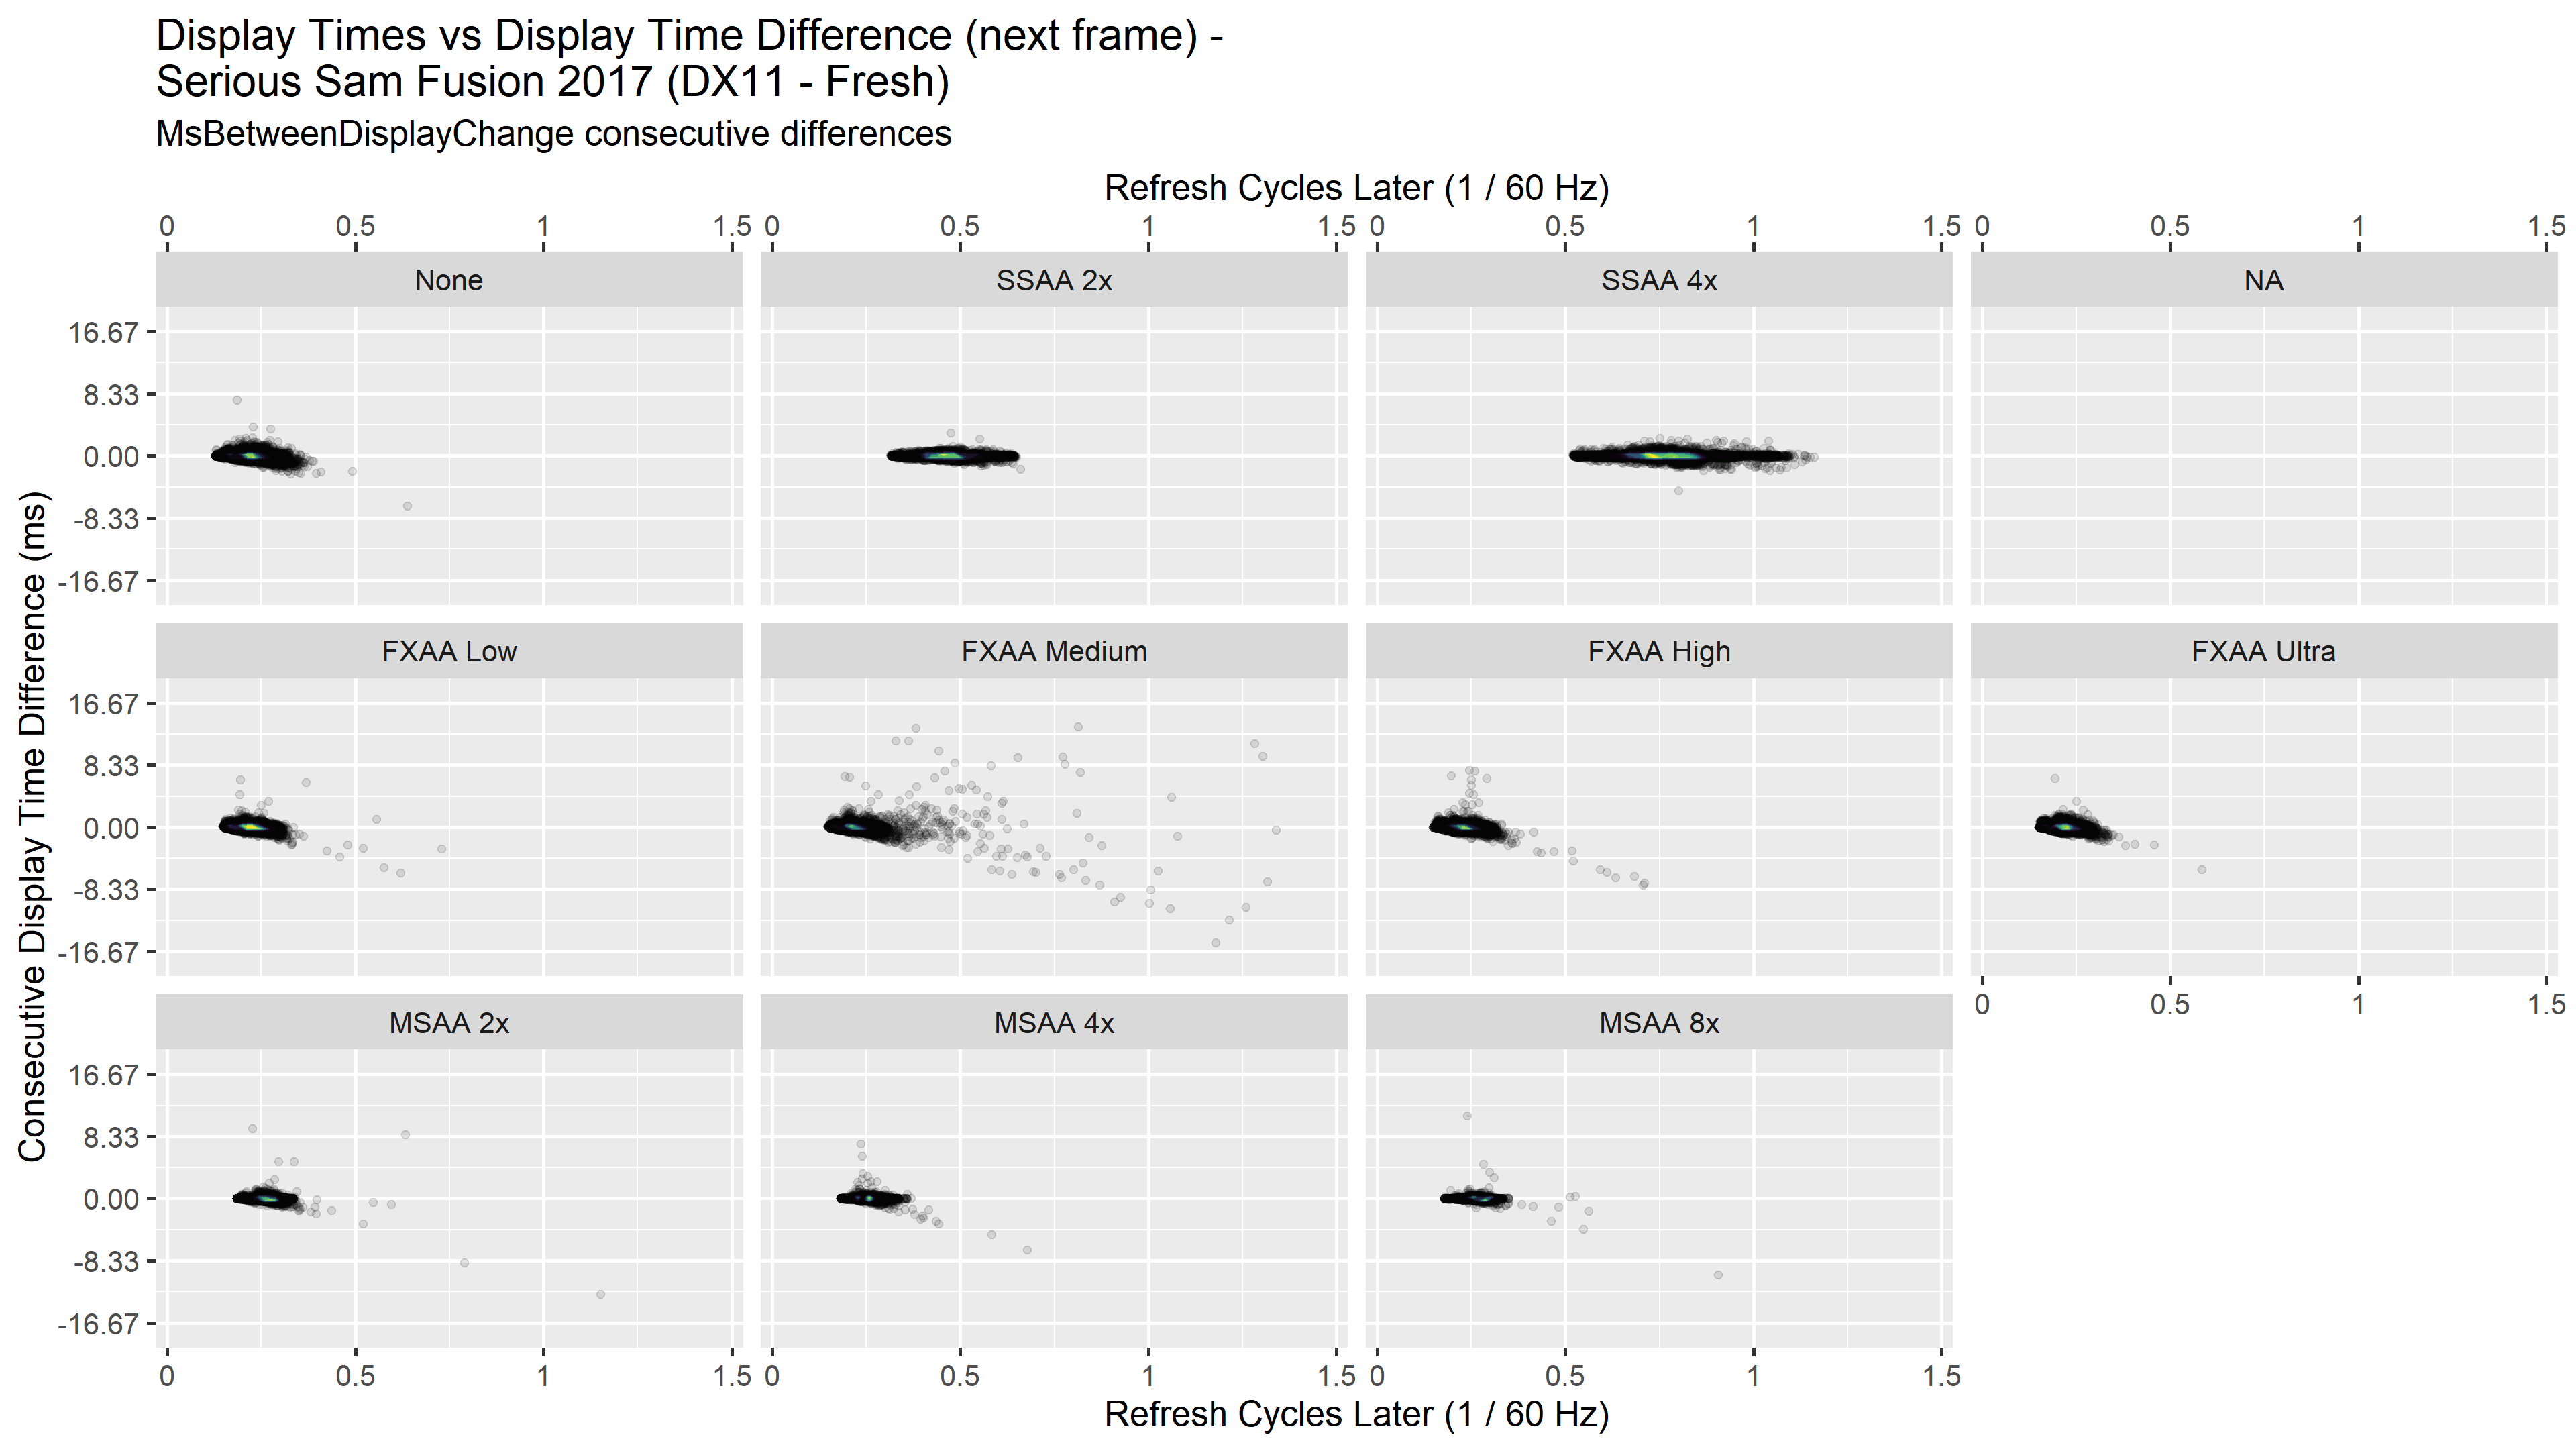 Display Times vs Display Time Difference (next frame) -
Serious Sam Fusion 2017 (DX11 - Fresh)
MsBetweenDisplayChange consecutive differences
Refresh Cycles Later (1 / 60 Hz)
0 0.5 1 1.5 0 0.5 1 1.5 0 0.5 1 1.5 0 0.5 1 1.5
None SSAA 2x SSAA 4x NA
16.67
8.33
0.00
-8.33
-16.67
Consecutive Display Time Difference (ms)
FXAA Low FXAA Medium FXAA High FXAA Ultra
16.67
8.33
0.00
-8.33
-16.67
0 0.5 1 1.5
MSAA 2x MSAA 4x MSAA 8x
16.67
8.33
0.00
-8.33
-16.67
0 0.5 1 1.5 0 0.5 1 1.5 0 0.5 1 1.5
Refresh Cycles Later (1 / 60 Hz)